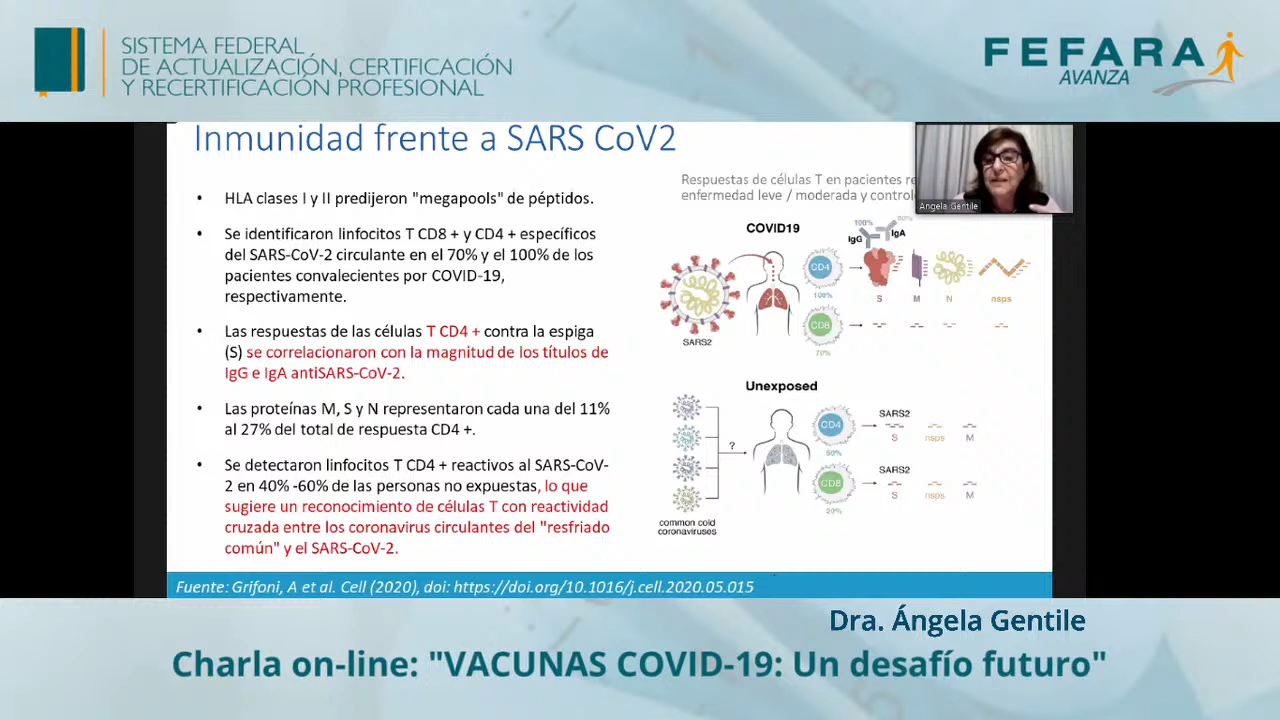 SISTEMA FEDERAL
DE ACTUALIZACIÓN, CERTIFICACIÓN
Y RECERTIFICACIÓN PROFESIONAL
FEFARA
AVANZA
Inmunidad frente a SARS CoV2
• HLA clases I y II predijeron "megapools" de péptidos.
• Se identificaron linfocitos T CD8 + y CD4 + específicos
del SARS-CoV-2 circulante en el 70% y el 100% de los
pacientes convalecientes por COVID-19,
respectivamente.
• Las respuestas de las células T CD4 + contra la espiga
(S) se correlacionaron con la magnitud de los títulos de
IgG e IgA antiSARS-CoV-2.
• Las proteínas M, S y N representaron cada una del 11%
al 27% del total de respuesta CD4 +.
• Se detectaron linfocitos T CD4 + reactivos al SARS-CoV-
2 en 40% -60% de las personas no expuestas, lo que
sugiere un reconocimiento de células T con reactividad
cruzada entre los coronavirus circulantes del "resfriado
común" y el SARS-CoV-2.
Respuestas de células T en pacientes
enfermedad leve / moderada y
Angela Gentile
COVID19
100%
IgG
IgA
CD4
100%
S M N nsps
SARS2
CD8
70%
Unexposed
?
CD4
50%
SARS2
S nsps M
CD8
20%
SARS2
S nsps M
common cold
coronaviruses
Fuente: Grifoni, A et al. Cell (2020), doi: https://doi.org/10.1016/j.cell.2020.05.015
Dra. Ángela Gentile
Charla on-line: "VACUNAS COVID-19: Un desafío futuro"